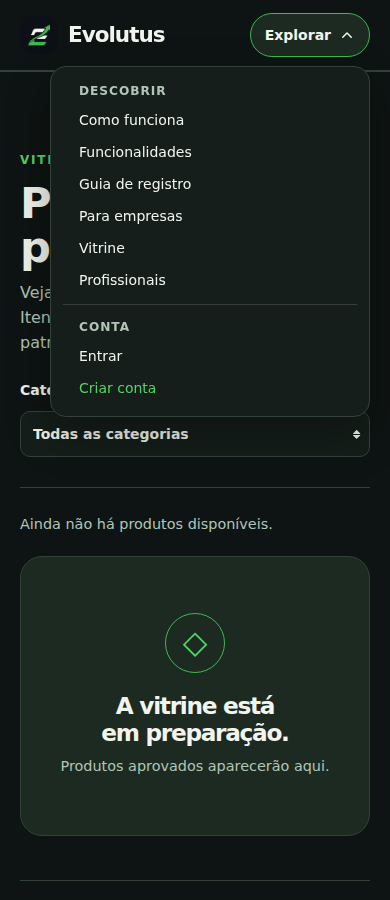 Evolutus
Explorar
DESCOBRIR
Como funciona
Funcionalidades
Guia de registro
Para empresas
Vitrine
Profissionais
CONTA
Entrar
Criar conta
Todas as categorias
Ainda não há produtos disponíveis.
A vitrine está
em preparação.
Produtos aprovados aparecerão aqui.